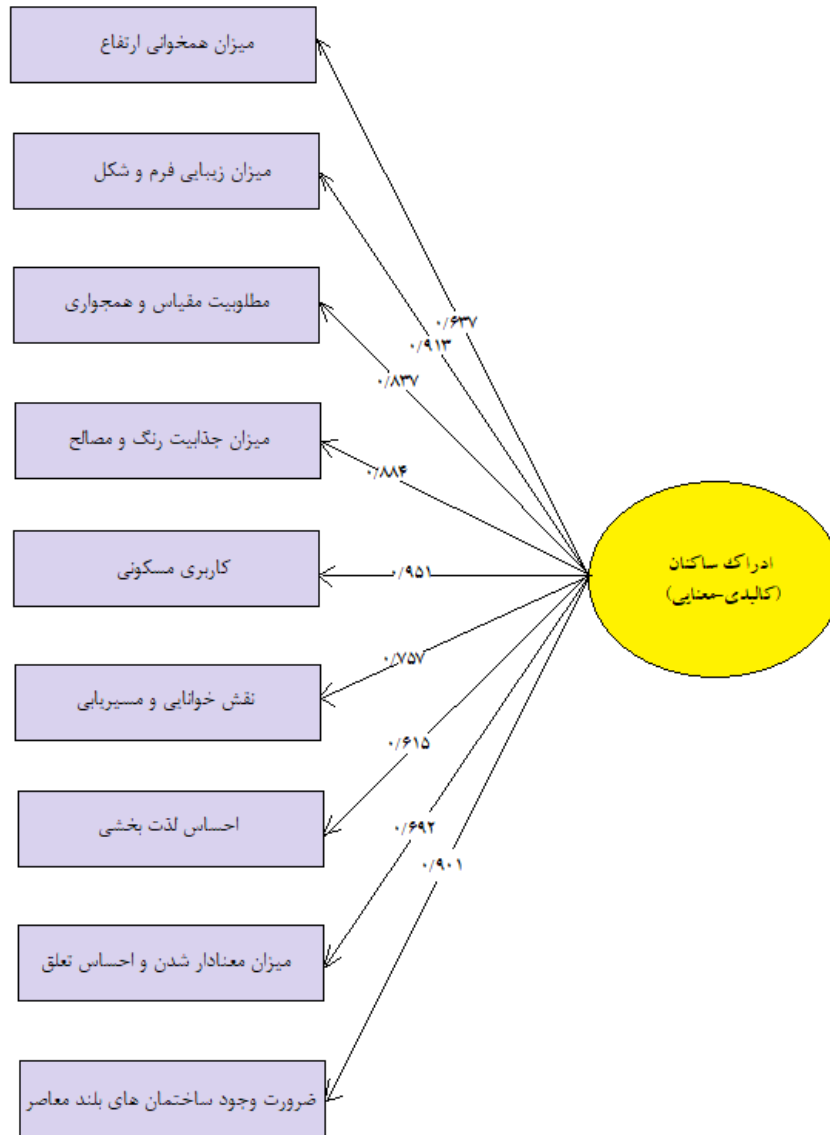 میزان همخوانی ارتفاع
میزان زیبایی فرم و شکل
مطلوبیت مقیاس و همجواری
میزان جذابیت رنگ و مصالح
کاربری مسکونی
نقش خوانایی و مسیریابی
احساس لذت بخشی
میزان معنادار شدن و احساس تعلق
ضرورت وجود ساختمان های بلند معاصر
۰/۶۳۷
۰/۹۱۳
۰/۸۳۷
۰/۸۸۴
۰/۹۵۱
۰/۷۵۷
۰/۶۱۵
۰/۶۹۲
۰/۹۰۱
ادراک ساکنان
(کالبدی-معنایی)